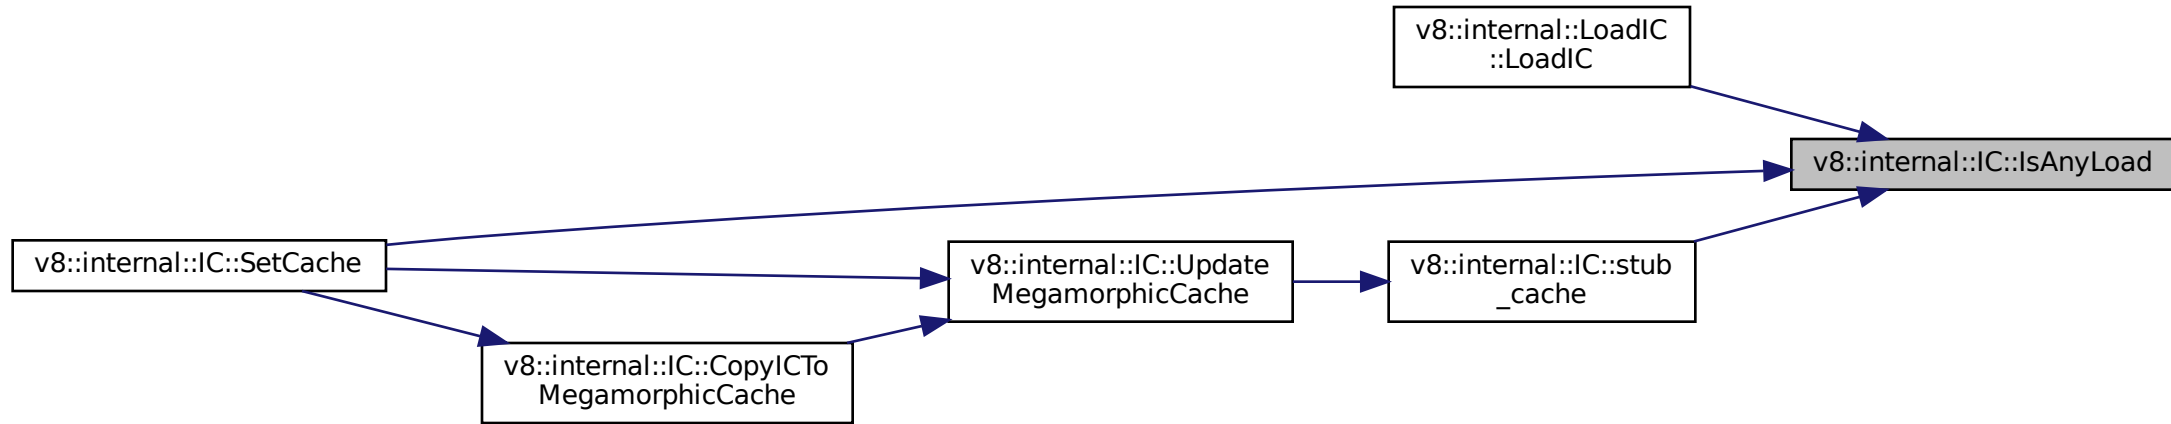 v8::internal::LoadIC
::LoadIC
v8::internal::IC::IsAnyLoad
v8::internal::IC::SetCache
v8::internal::IC::Update
MegamorphicCache
v8::internal::IC::stub
_cache
v8::internal::IC::CopyICTo
MegamorphicCache